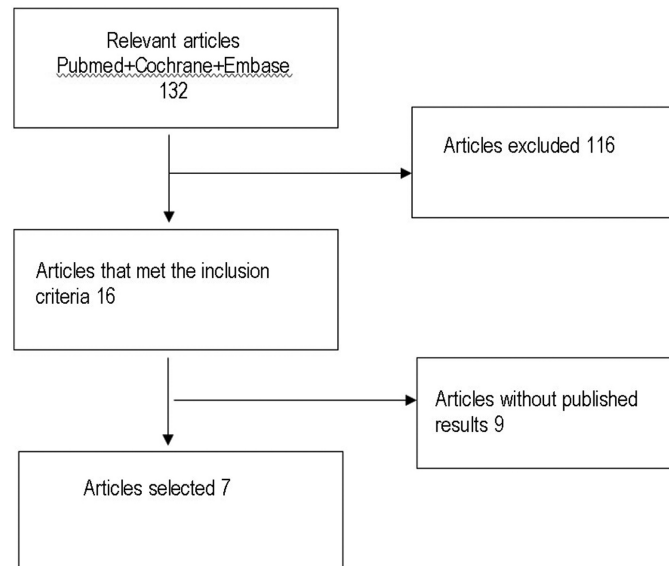 Relevant articles
Pubmed+Cochrane+Embase
132
Articles excluded 116
Articles that met the inclusion
criteria 16
Articles without published
results 9
Articles selected 7